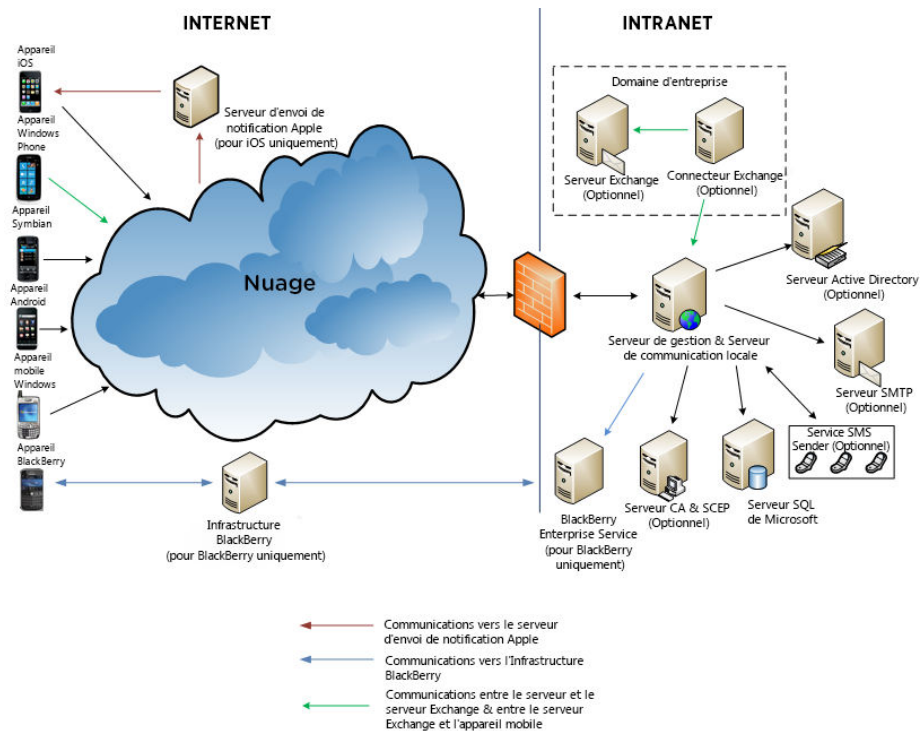 INTERNET
INTRANET
Appareil
iOS
Appareil
Windows
Phone
Appareil
Symbian
Appareil
Android
Appareil
mobile
Windows
Appareil
BlackBerry
Serveur d'envoi de
notification Apple
(pour iOS uniquement)
Nuage
Infrastructure
BlackBerry
(pour BlackBerry uniquement)
Domaine d'entreprise
Serveur Exchange
(Optionnel)
Connecteur Exchange
(Optionnel)
Serveur Active Directory
(Optionnel)
Serveur de gestion & Serveur
de communication locale
Serveur SMTP
(Optionnel)
Service SMS
Sender (Optionnel)
BlackBerry
Enterprise Service
(pour BlackBerry
uniquement)
Serveur CA & SCEP
(Optionnel)
Serveur SQL
de Microsoft
Communications vers le serveur
d'envoi de notification Apple
Communications vers l'Infrastructure
BlackBerry
Communications entre le serveur et le
serveur Exchange & entre le serveur
Exchange et l'appareil mobile